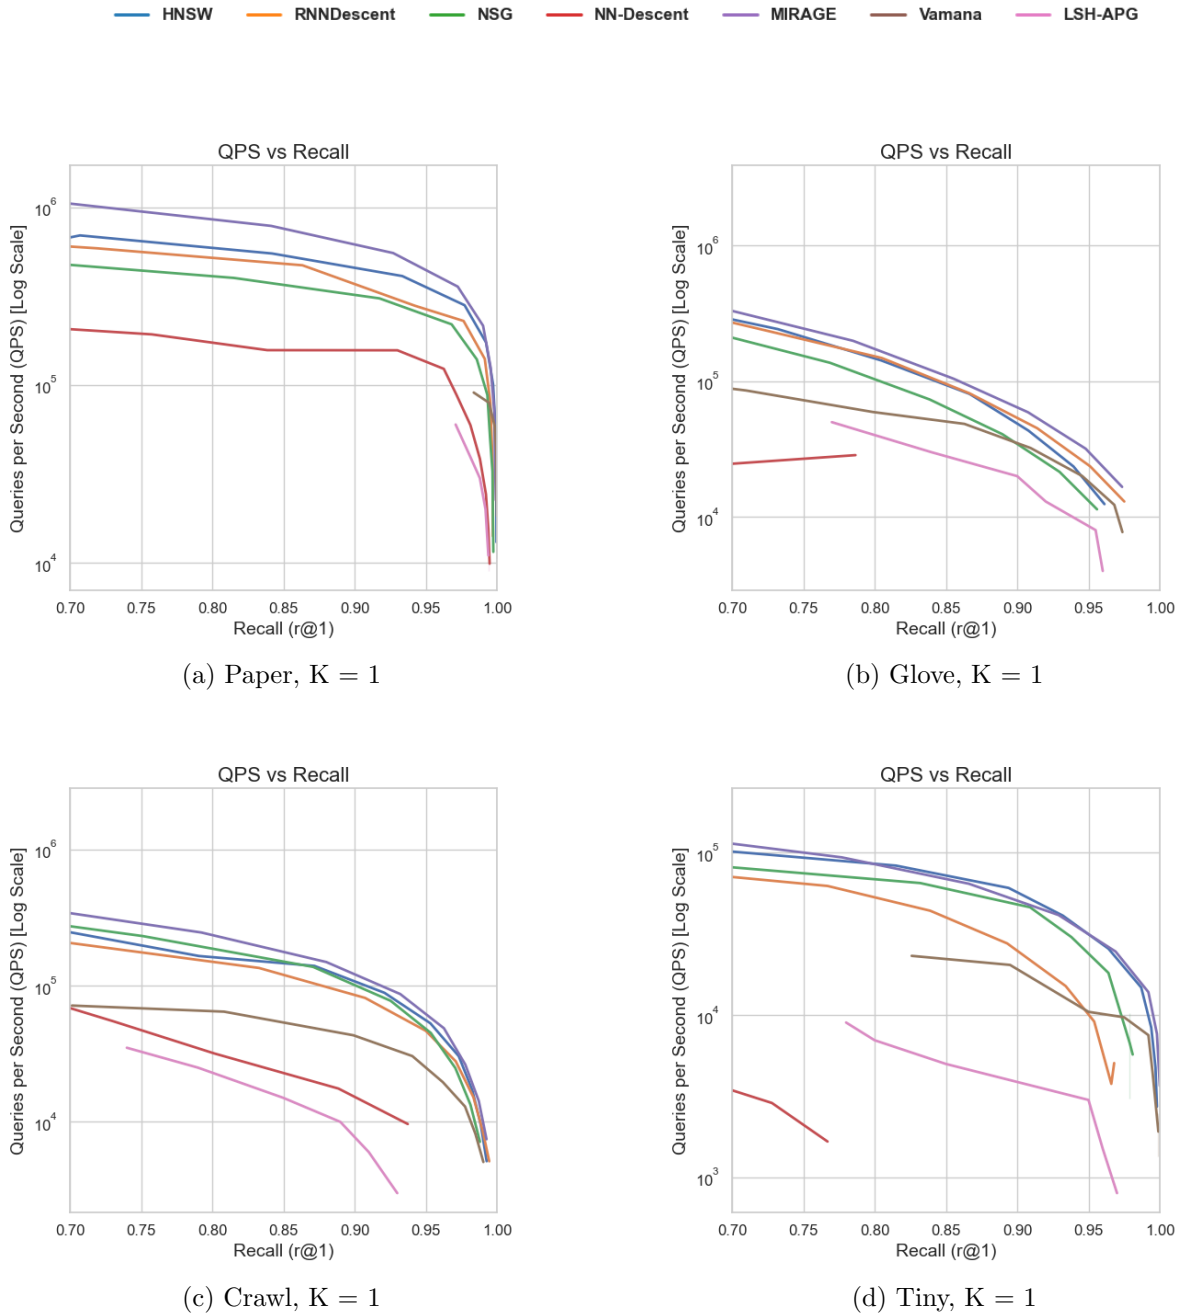 HNSW RNNDescent NSG NN-Descent MIRAGE Vamana LSH-APG
QPS vs Recall
Queries per Second (QPS) [Log Scale]
10^6
10^5
10^4
0.70 0.75 0.80 0.85 0.90 0.95 1.00
Recall (r@1)
(a) Paper, K = 1
QPS vs Recall
Queries per Second (QPS) [Log Scale]
10^6
10^5
10^4
0.70 0.75 0.80 0.85 0.90 0.95 1.00
Recall (r@1)
(b) Glove, K = 1
QPS vs Recall
Queries per Second (QPS) [Log Scale]
10^6
10^5
10^4
0.70 0.75 0.80 0.85 0.90 0.95 1.00
Recall (r@1)
(c) Crawl, K = 1
QPS vs Recall
Queries per Second (QPS) [Log Scale]
10^5
10^4
10^3
0.70 0.75 0.80 0.85 0.90 0.95 1.00
Recall (r@1)
(d) Tiny, K = 1